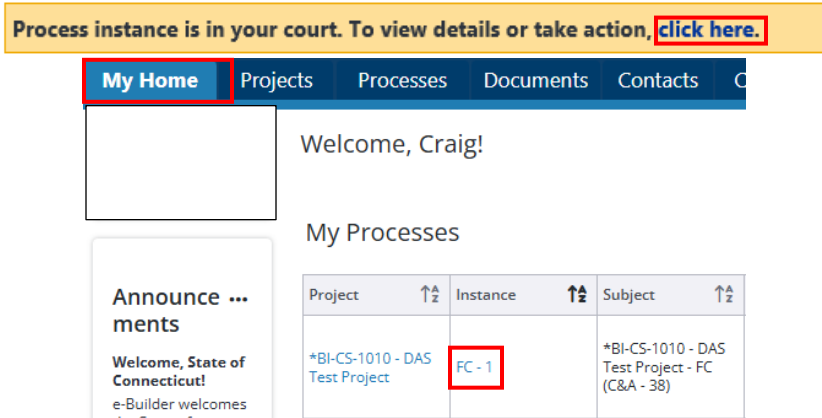 Process instance is in your court. To view details or take action, click here.
My Home Projects Processes Documents Contacts
Welcome, Craig!
My Processes
Announce ...
ments
Welcome, State of
Connecticut!
e-Builder welcomes
Project Instance Subject
*BI-CS-1010 - DAS
Test Project
FC - 1
*BI-CS-1010 - DAS
Test Project - FC
(C&A - 38)